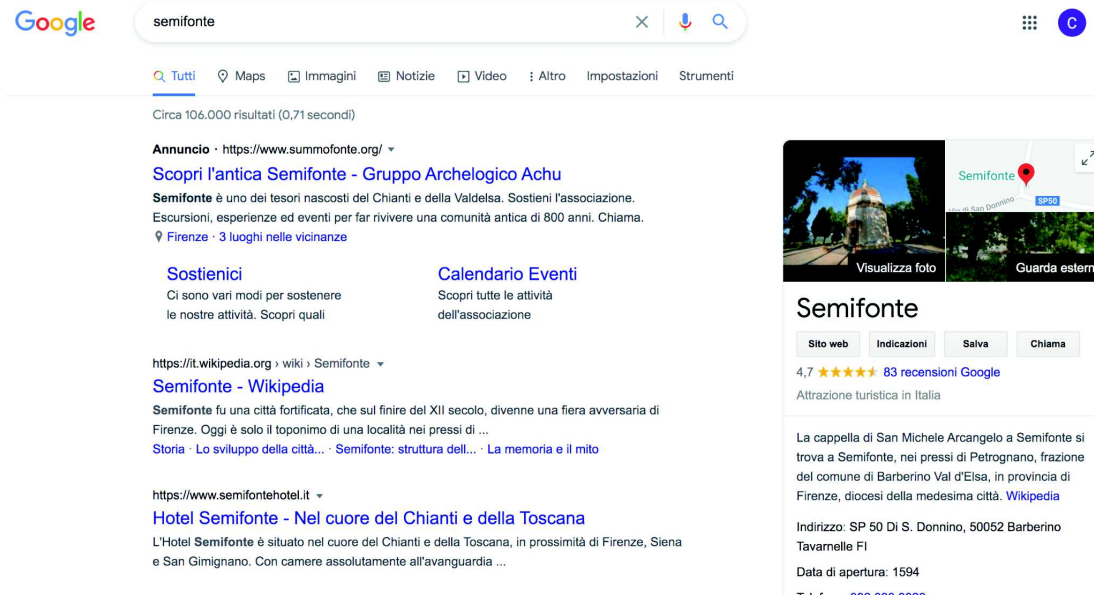 Google
semifonte
C
Tutti Maps Immagini Notizie Video Altro Impostazioni Strumenti
Circa 106.000 risultati (0,71 secondi)
Annuncio · https://www.summofonte.org/
Scopri l'antica Semifonte - Gruppo Archelogico Achu
Semifonte è uno dei tesori nascosti del Chianti e della Valdelsa. Sostieni l'associazione.
Escursioni, esperienze ed eventi per far rivivere una comunità antica di 800 anni. Chiama.
Firenze · 3 luoghi nelle vicinanze
Sostienici
Ci sono vari modi per sostenere
le nostre attività. Scopri quali
Calendario Eventi
Scopri tutte le attività
dell'associazione
https://it.wikipedia.org › wiki › Semifonte
Semifonte - Wikipedia
Semifonte fu una città fortificata, che sul finire del XII secolo, divenne una fiera avversaria di
Firenze. Oggi è solo il toponimo di una località nei pressi di ...
Storia · Lo sviluppo della città... · Semifonte: struttura dell... · La memoria e il mito
https://www.semifontehotel.it
Hotel Semifonte - Nel cuore del Chianti e della Toscana
L'Hotel Semifonte è situato nel cuore del Chianti e della Toscana, in prossimità di Firenze, Siena
e San Gimignano. Con camere assolutamente all'avanguardia ...
Semifonte
Via di San Donnino
SP50
Visualizza foto
Guarda estern
Semifonte
Sito web Indicazioni Salva Chiama
4,7 83 recensioni Google
Attrazione turistica in Italia
La cappella di San Michele Arcangelo a Semifonte si
trova a Semifonte, nei pressi di Petrognano, frazione
del comune di Barberino Val d'Elsa, in provincia di
Firenze, diocesi della medesima città. Wikipedia
Indirizzo: SP 50 Di S. Donnino, 50052 Barberino
Tavarnelle FI
Data di apertura: 1594